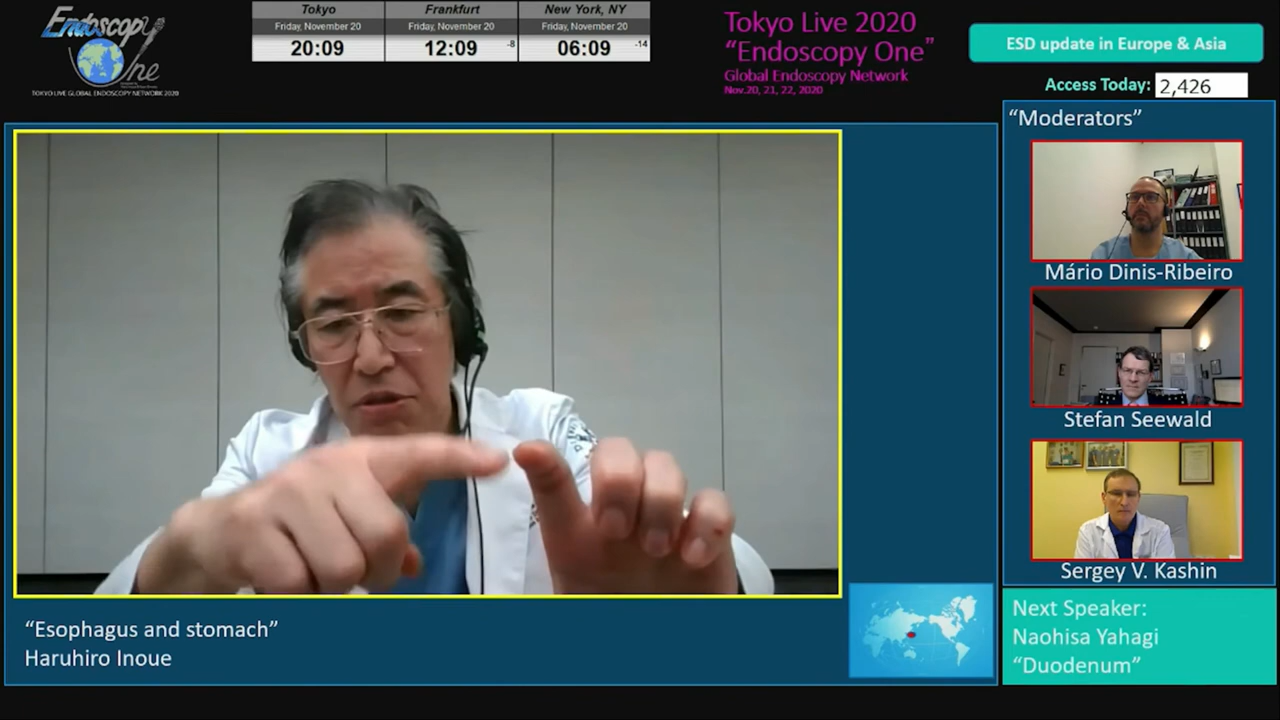 Endoscopy
One
TOKYO LIVE GLOBAL ENDOSCOPY NETWORK 2020
Tokyo
Friday, November 20
20:09
Frankfurt
Friday, November 20
12:09
-8
New York, NY
Friday, November 20
06:09
-14
Tokyo Live 2020
“Endoscopy One”
Global Endoscopy Network
Nov.20, 21, 22, 2020
ESD update in Europe & Asia
Access Today: 2,426
“Moderators”
Mário Dinis-Ribeiro
Stefan Seewald
Sergey V. Kashin
“Esophagus and stomach”
Haruhiro Inoue
Next Speaker:
Naohisa Yahagi
“Duodenum”